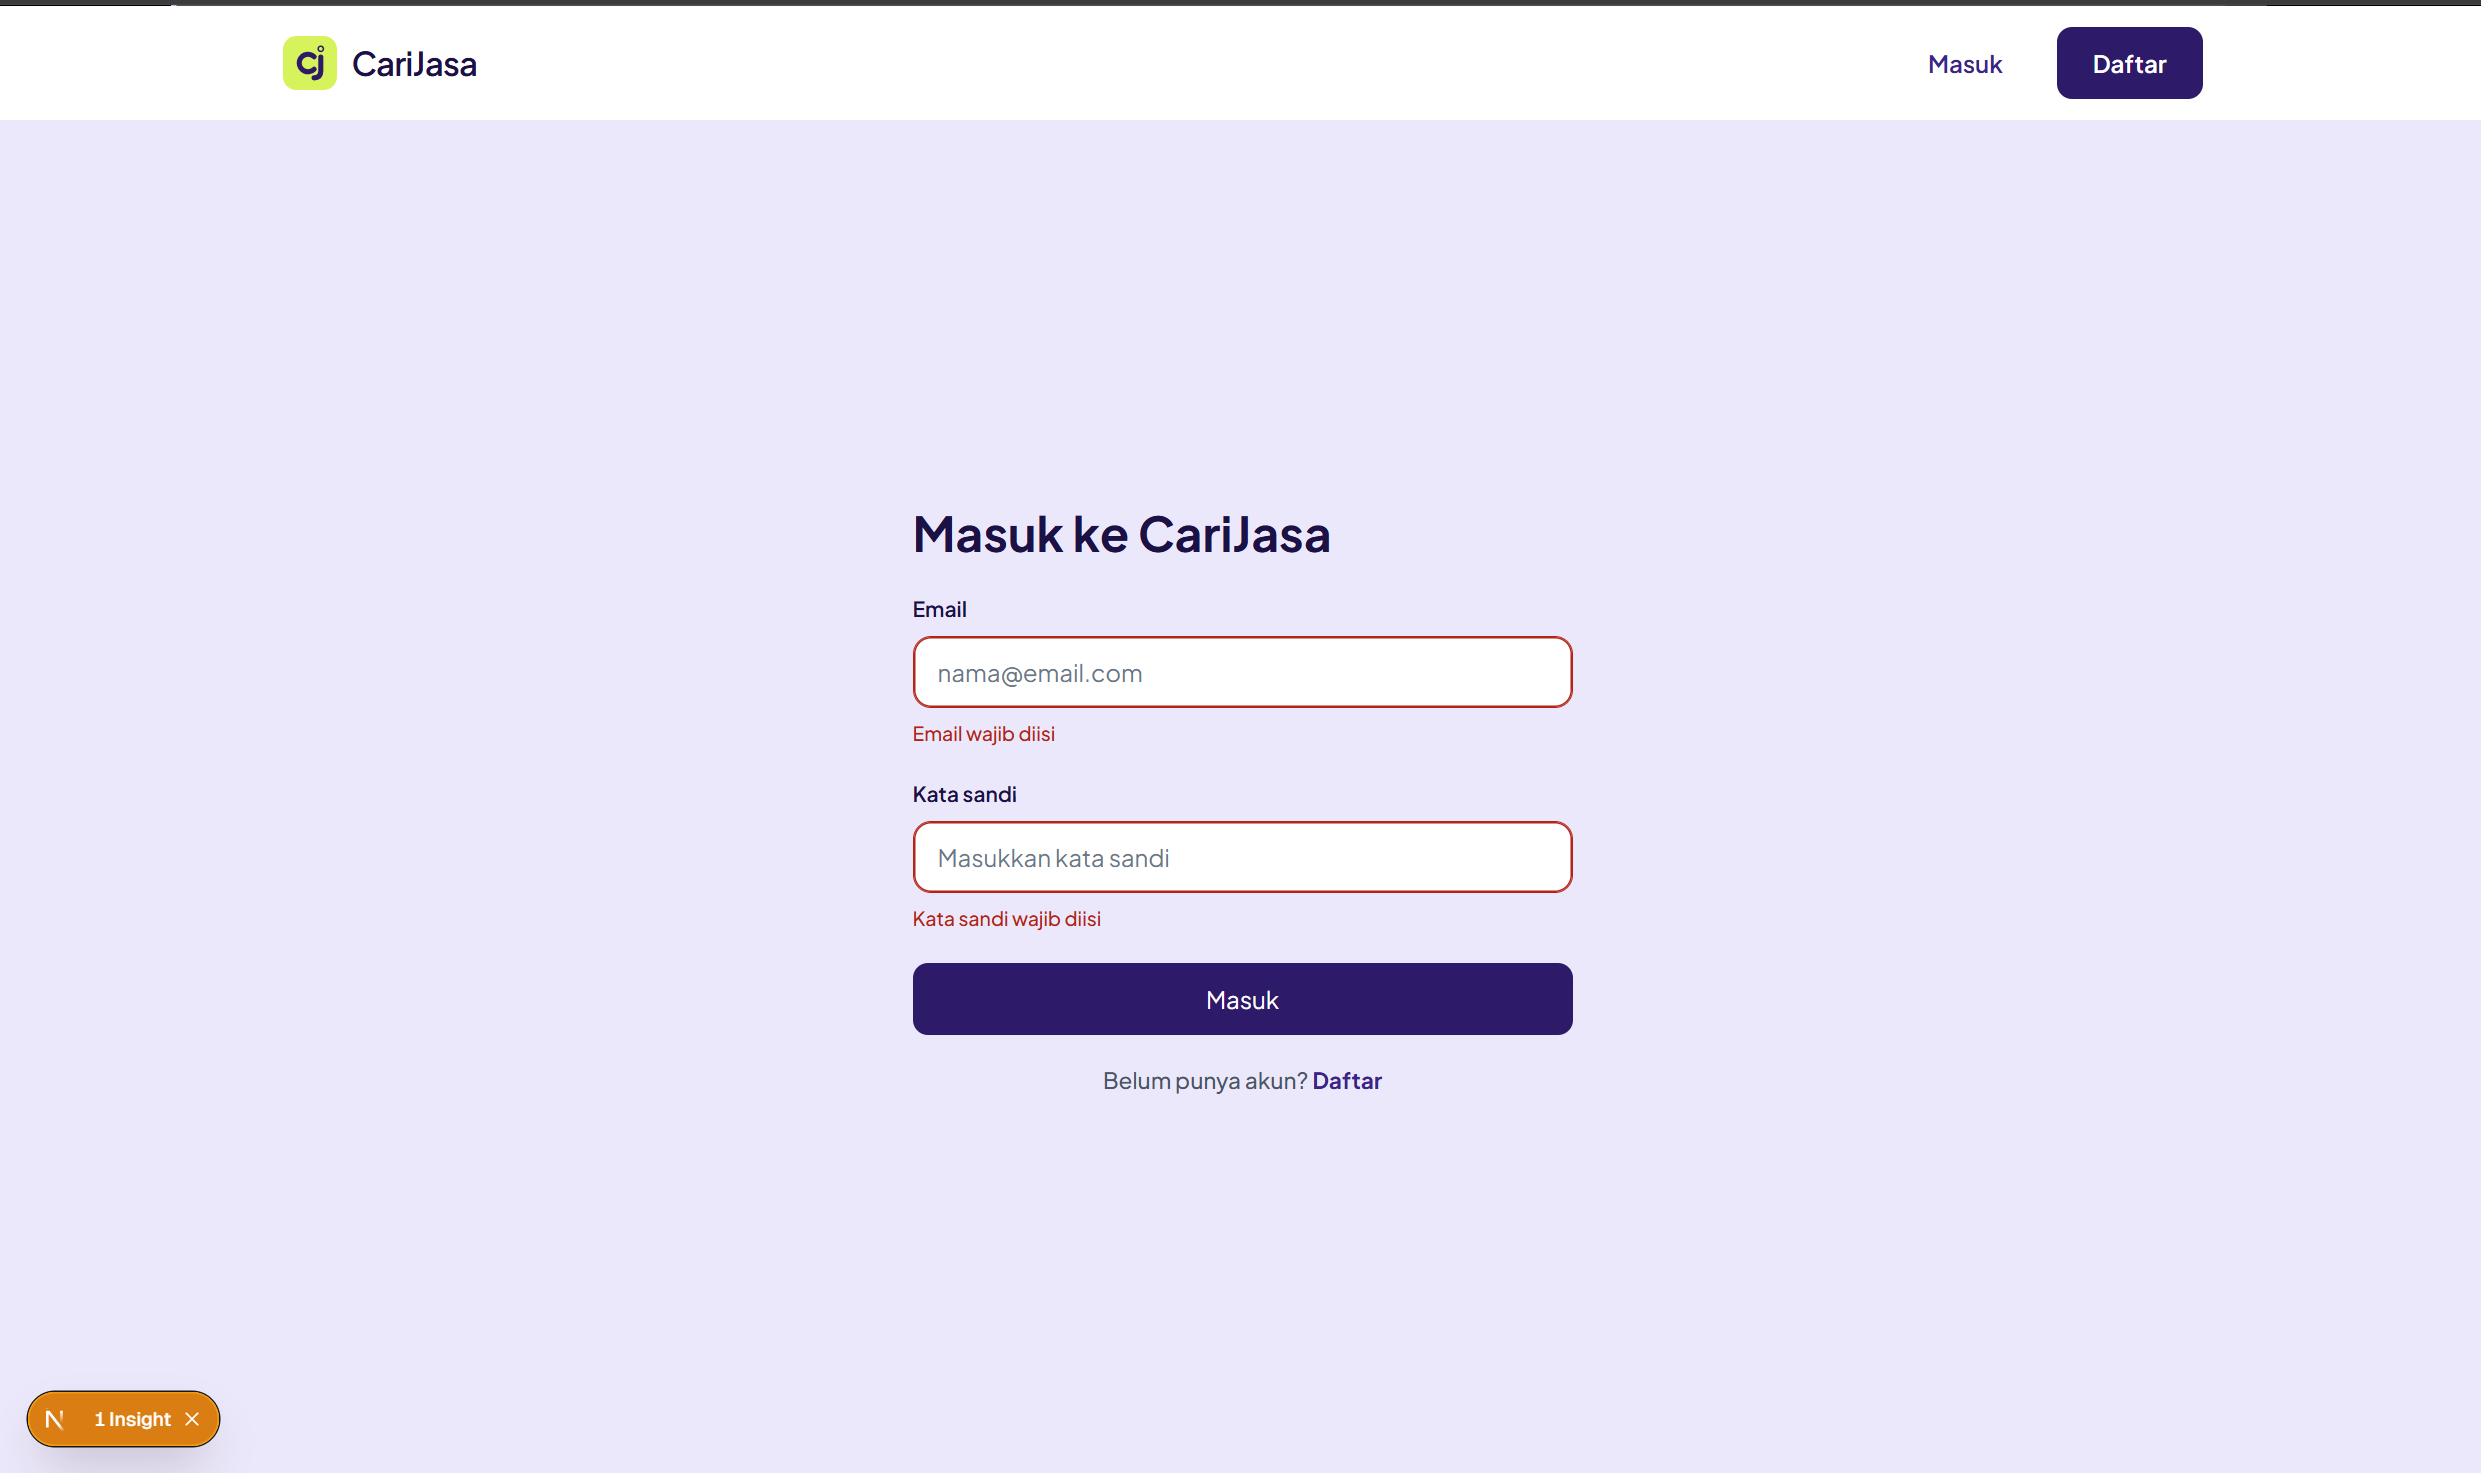 cj CariJasa
Masuk
Daftar
Masuk ke CariJasa
Email
nama@email.com
Email wajib diisi
Kata sandi
Masukkan kata sandi
Kata sandi wajib diisi
Masuk
Belum punya akun? Daftar
N 1 Insight